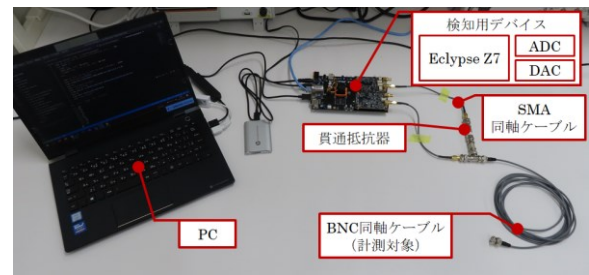 検知用デバイス
Eclypse Z7
ADC
DAC
SMA
同軸ケーブル
貫通抵抗器
PC
BNC同軸ケーブル
(計測対象)